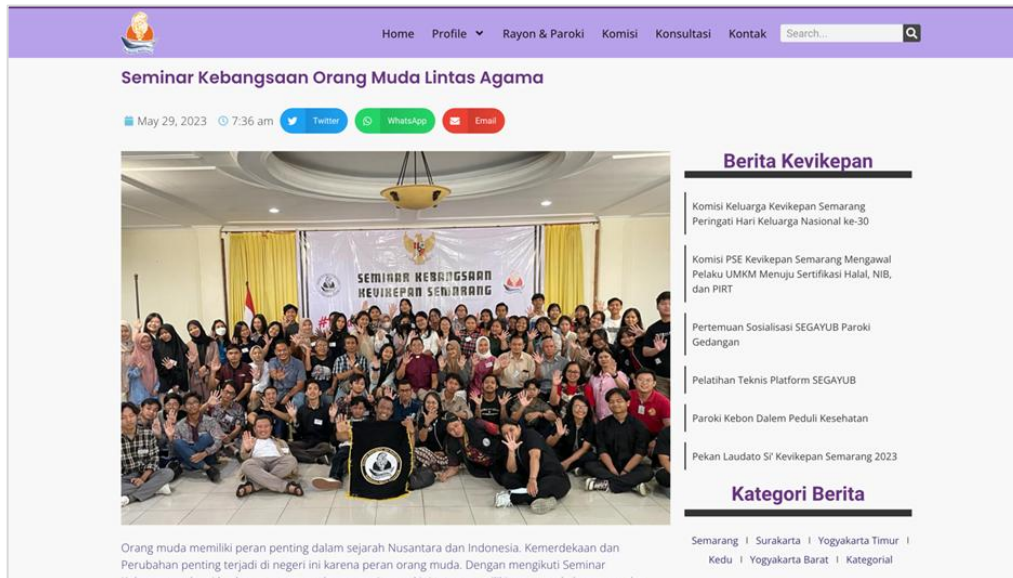 Home Profile Rayon & Paroki Komisi Konsultasi Kontak Search...
Seminar Kebangsaan Orang Muda Lintas Agama
May 29, 2023 7:36 am Twitter WhatsApp Email
SEMINAR KEBANGSAAN
KEVIKEPAN SEMARANG
Orang muda memiliki peran penting dalam sejarah Nusantara dan Indonesia. Kemerdekaan dan
Perubahan penting terjadi di negeri ini karena peran orang muda. Dengan mengikuti Seminar
Berita Kevikepan
Komisi Keluarga Kevikepan Semarang
Peringati Hari Keluarga Nasional ke-30
Komisi PSE Kevikepan Semarang Mengawal
Pelaku UMKM Menuju Sertifikasi Halal, NIB,
dan PIRT
Pertemuan Sosialisasi SEGAYUB Paroki
Gedangan
Pelatihan Teknis Platform SEGAYUB
Paroki Kebon Dalem Peduli Kesehatan
Pekan Laudato Si' Kevikepan Semarang 2023
Kategori Berita
Semarang | Surakarta | Yogyakarta Timur |
Kedu | Yogyakarta Barat | Kategorial